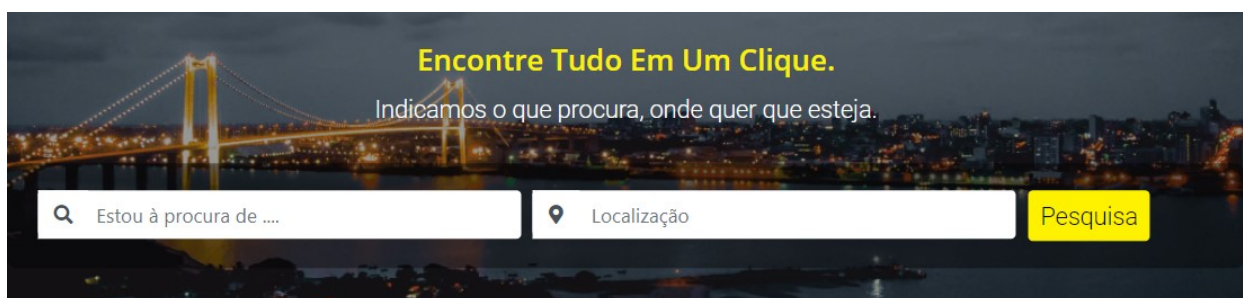 Encontre Tudo Em Um Clique.
Indicamos o que procura, onde quer que esteja.
Estou à procura de ....
Localização
Pesquisa